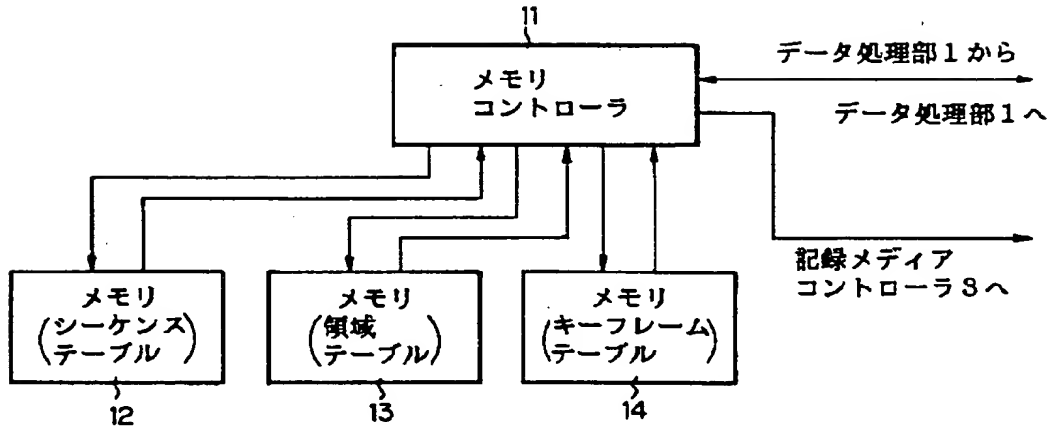 11
メモリ
コントローラ
データ処理部1から
データ処理部1へ
記録メディア
コントローラ3へ
メモリ
(シーケンス
テーブル)
12
メモリ
(領域
テーブル)
13
メモリ
(キーフレーム
テーブル)
14